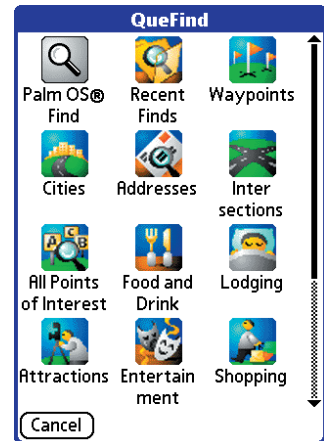 QueFind
Palm OS® Find
Recent Finds
Waypoints
Cities
Addresses
Inter sections
A C B
All Points of Interest
Food and Drink
Lodging
Attractions
Entertain ment
Shopping
Cancel